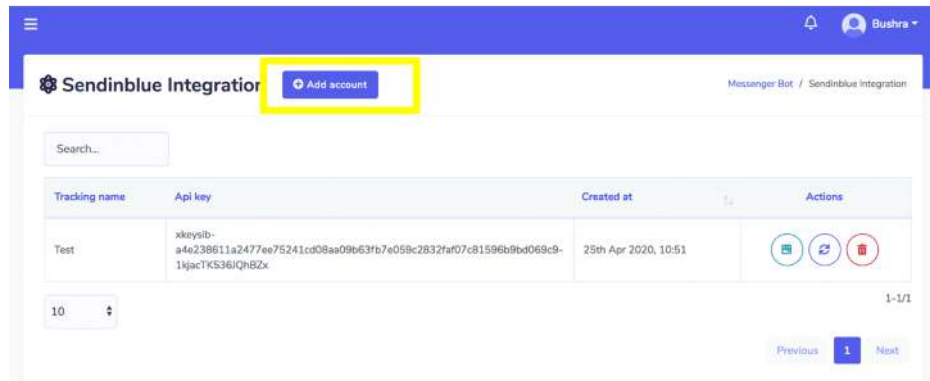 Bushra
Sendinblue Integration
Add account
Messenger Bot / Sendinblue Integration
Search...
Tracking name Api key Created at Actions
Test
xkeysib-
a4e238611a2477ee75241cd08aa09b63fb7e059c2832faf07c81596b9bd069c9-
25th Apr 2020, 10:51
10
1-1/1
Previous 1 Next